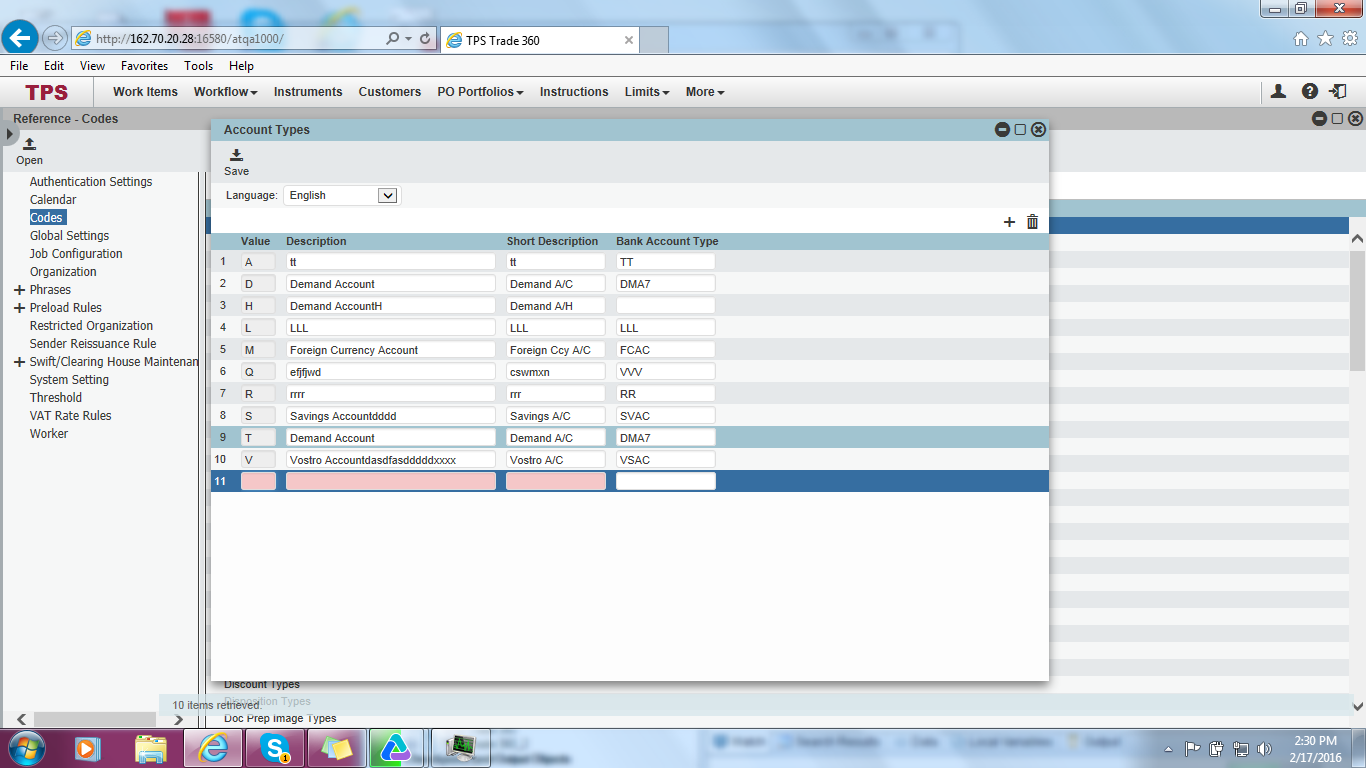 http://162.70.20.28:16580/atqa1000/
TPS Trade 360
File Edit View Favorites Tools Help
TPS Work Items Workflow Instruments Customers PO Portfolios Instructions Limits More
Reference - Codes
Open
Authentication Settings
Calendar
Codes
Global Settings
Job Configuration
Organization
Phrases
Preload Rules
Restricted Organization
Sender Reissuance Rule
Swift/Clearing House Maintenan
System Setting
Threshold
VAT Rate Rules
Worker
Account Types
Save
Language: English
Value Description Short Description Bank Account Type
1 A tt tt TT
2 D Demand Account Demand A/C DMA7
3 H Demand AccountH Demand A/H
4 L LLL LLL LLL
5 M Foreign Currency Account Foreign Ccy A/C FCAC
6 Q efjfjwd cswmxn VVV
7 R rrrr rrr RR
8 S Savings Accountdddd Savings A/C SVAC
9 T Demand Account Demand A/C DMA7
10 V Vostro Accountdasdfasdddddxxxx Vostro A/C VSAC
11
Discount Types
Disposition Types
10 items retrieved.
Doc Prep Image Types
1
2:30 PM
2/17/2016